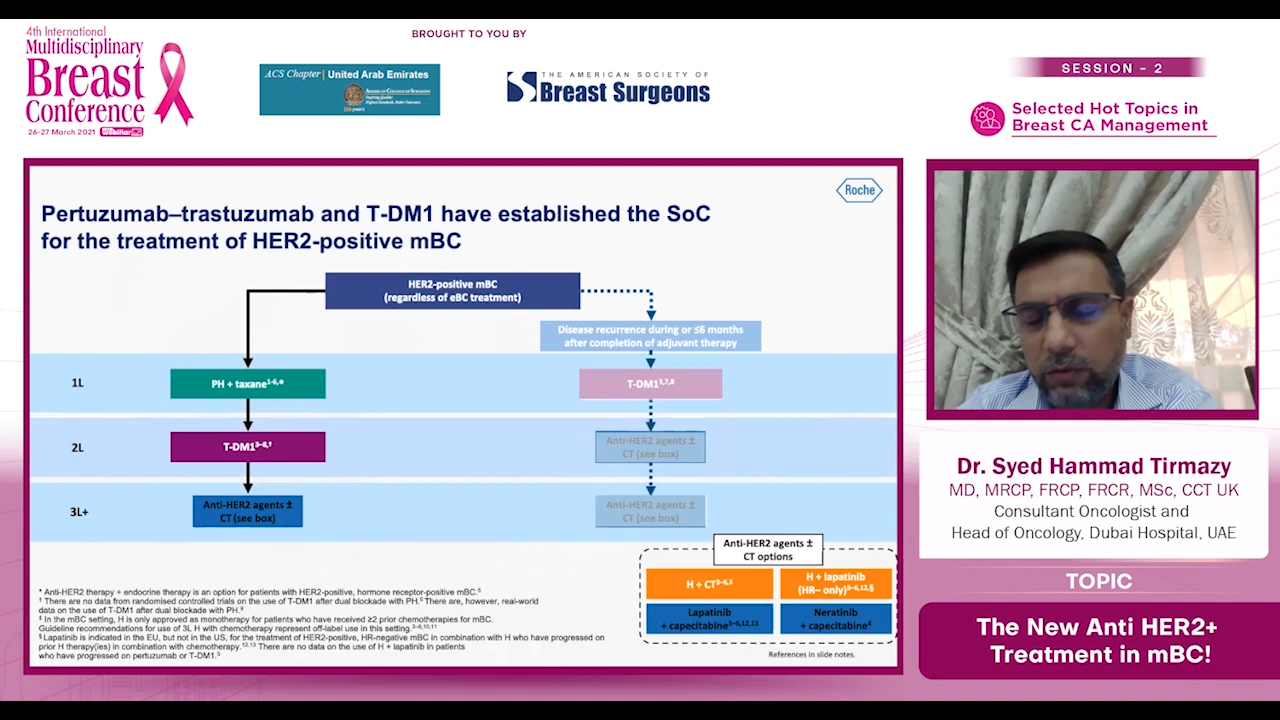 4th International
Multidisciplinary
Breast
Conference
26-27 March 2021 webinar
BROUGHT TO YOU BY
ACS Chapter | United Arab Emirates
AMERICAN COLLEGE OF SURGEONS
Inspiring Quality:
Highest Standards, Better Outcomes
100+years
THE AMERICAN SOCIETY OF
Breast Surgeons
SESSION - 2
Selected Hot Topics in
Breast CA Management
Roche
Pertuzumab–trastuzumab and T-DM1 have established the SoC
for the treatment of HER2-positive mBC
HER2-positive mBC
(regardless of eBC treatment)
Disease recurrence during or ≤6 months
after completion of adjuvant therapy
1L
PH + taxane1-6,*
T-DM13,7,8
2L
T-DM13–8,†
Anti-HER2 agents ±
CT (see box)
3L+
Anti-HER2 agents ±
CT (see box)
Anti-HER2 agents ±
CT (see box)
Anti-HER2 agents ±
CT options
H + CT3–6,‡
H + lapatinib
(HR– only)3–6,12,§
Lapatinib
+ capecitabine3–6,12,13
Neratinib
+ capecitabine4
* Anti-HER2 therapy + endocrine therapy is an option for patients with HER2-positive, hormone receptor-positive mBC.5
† There are no data from randomised controlled trials on the use of T-DM1 after dual blockade with PH.5 There are, however, real-world
data on the use of T-DM1 after dual blockade with PH.9
‡ In the mBC setting, H is only approved as monotherapy for patients who have received ≥2 prior chemotherapies for mBC.
Guideline recommendations for use of 3L H with chemotherapy represent off-label use in this setting.3–6,10,11
§ Lapatinib is indicated in the EU, but not in the US, for the treatment of HER2-positive, HR-negative mBC in combination with H who have progressed on
prior H therapy(ies) in combination with chemotherapy.12,13 There are no data on the use of H + lapatinib in patients
who have progressed on pertuzumab or T-DM1.5
References in slide notes.
Dr. Syed Hammad Tirmazy
MD, MRCP, FRCP, FRCR, MSc, CCT UK
Consultant Oncologist and
Head of Oncology, Dubai Hospital, UAE
TOPIC
The New Anti HER2+
Treatment in mBC!